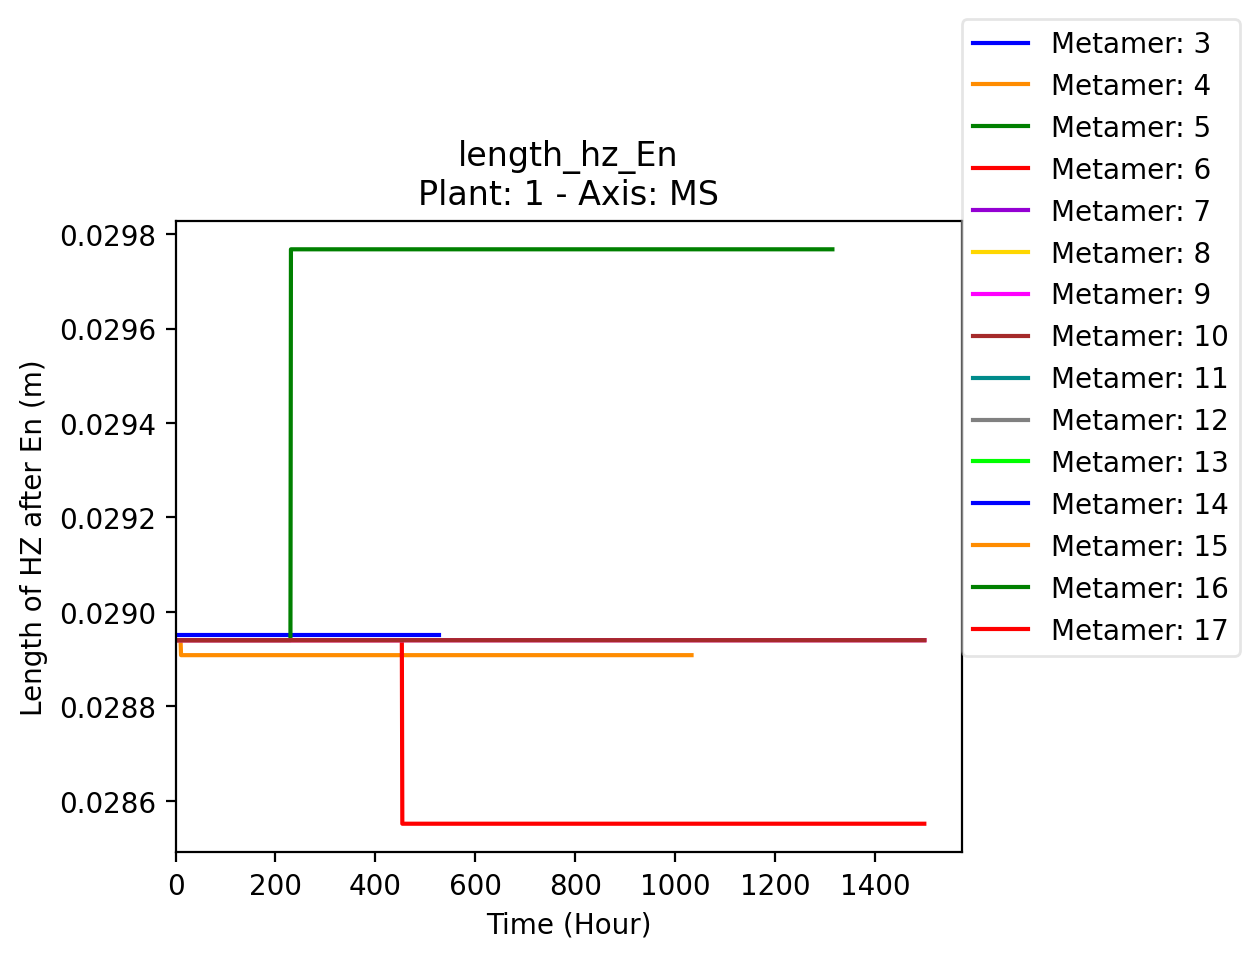 length_hz_En
Plant: 1 - Axis: MS
Length of HZ after En (m)
0.0298
0.0296
0.0294
0.0292
0.0290
0.0288
0.0286
0
200
400
600
800
1000
1200
1400
Time (Hour)
Metamer: 3
Metamer: 4
Metamer: 5
Metamer: 6
Metamer: 7
Metamer: 8
Metamer: 9
Metamer: 10
Metamer: 11
Metamer: 12
Metamer: 13
Metamer: 14
Metamer: 15
Metamer: 16
Metamer: 17